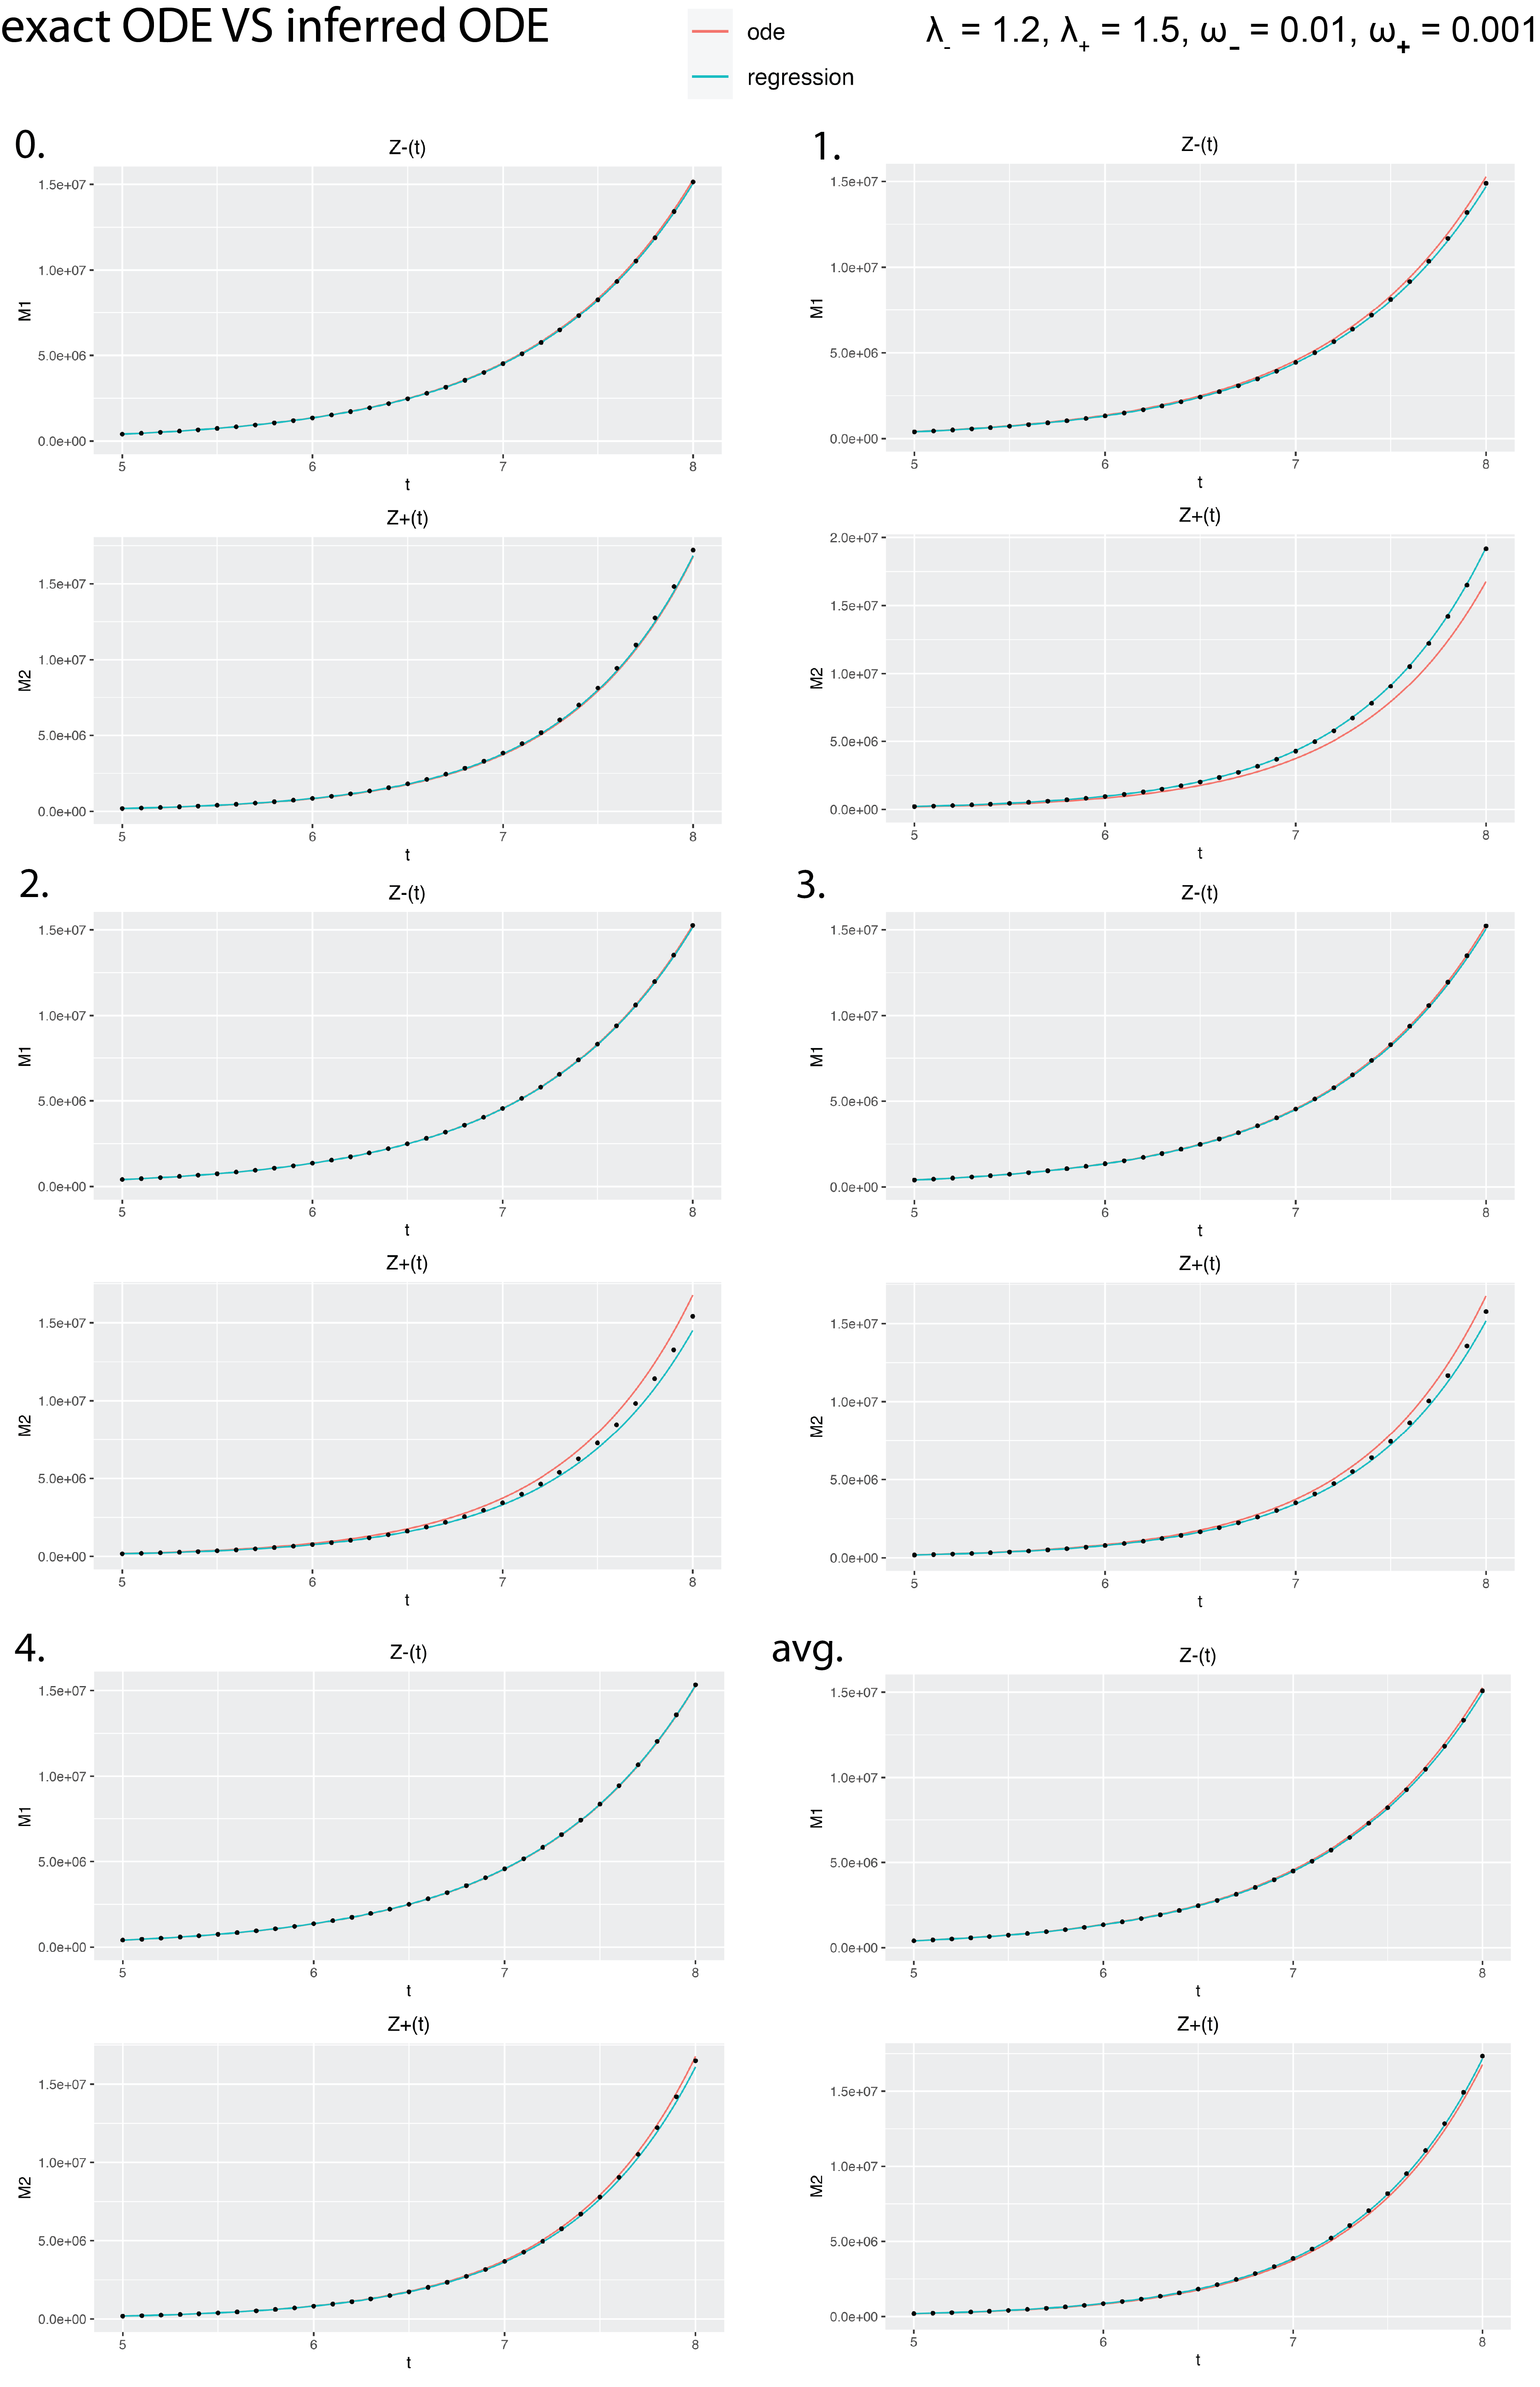 exact ODE VS inferred ODE
ode
regression
λ- = 1.2, λ+ = 1.5, ω- = 0.01, ω+ = 0.001
0.
Z-(t)
M1
1.5e+07
1.0e+07
5.0e+06
0.0e+00
5 6 7 8
t
Z+(t)
M2
1.5e+07
1.0e+07
5.0e+06
0.0e+00
5 6 7 8
t
1.
Z-(t)
M1
1.5e+07
1.0e+07
5.0e+06
0.0e+00
5 6 7 8
t
Z+(t)
M2
2.0e+07
1.5e+07
1.0e+07
5.0e+06
0.0e+00
5 6 7 8
t
2.
Z-(t)
M1
1.5e+07
1.0e+07
5.0e+06
0.0e+00
5 6 7 8
t
Z+(t)
M2
1.5e+07
1.0e+07
5.0e+06
0.0e+00
5 6 7 8
t
3.
Z-(t)
M1
1.5e+07
1.0e+07
5.0e+06
0.0e+00
5 6 7 8
t
Z+(t)
M2
1.5e+07
1.0e+07
5.0e+06
0.0e+00
5 6 7 8
t
4.
Z-(t)
M1
1.5e+07
1.0e+07
5.0e+06
0.0e+00
5 6 7 8
t
Z+(t)
M2
1.5e+07
1.0e+07
5.0e+06
0.0e+00
5 6 7 8
t
avg.
Z-(t)
M1
1.5e+07
1.0e+07
5.0e+06
0.0e+00
5 6 7 8
t
Z+(t)
M2
1.5e+07
1.0e+07
5.0e+06
0.0e+00
5 6 7 8
t